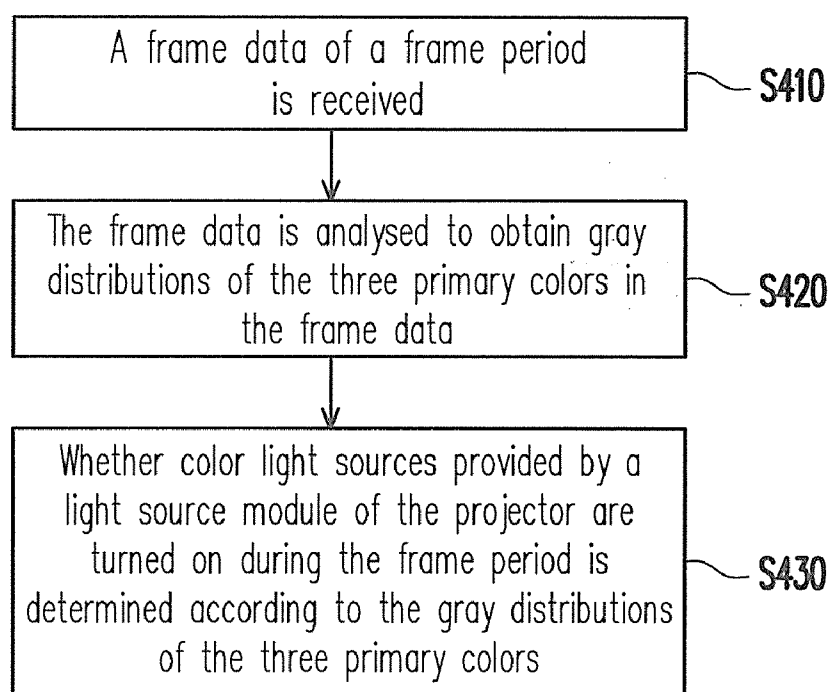 A frame data of a frame period
is received
S410
The frame data is analysed to obtain gray
distributions of the three primary colors in
the frame data
S420
Whether color light sources provided by a
light source module of the projector are
turned on during the frame period is
determined according to the gray distributions
of the three primary colors
S430